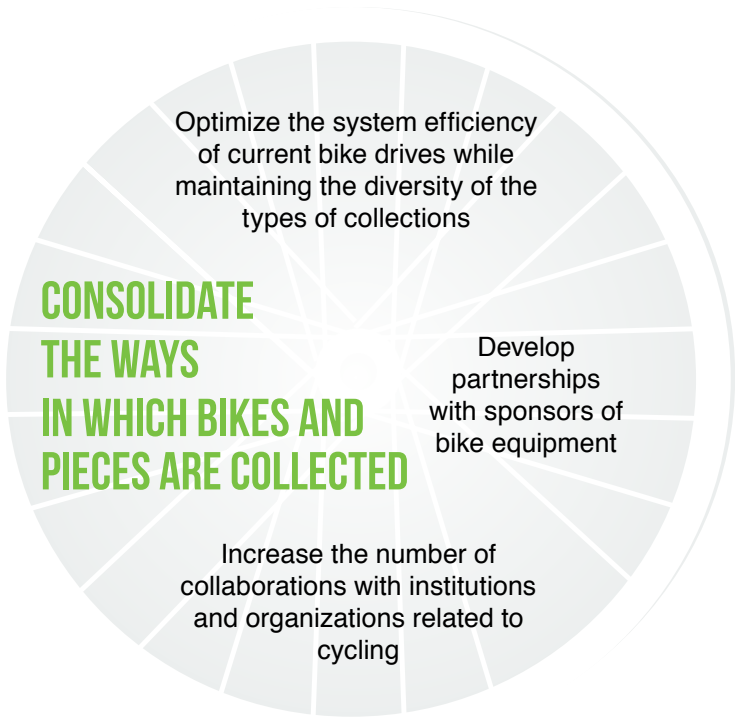 Optimize the system efficiency
of current bike drives while
maintaining the diversity of the
types of collections
CONSOLIDATE
THE WAYS
IN WHICH BIKES AND
PIECES ARE COLLECTED
Develop
partnerships
with sponsors of
bike equipment
Increase the number of
collaborations with institutions
and organizations related to
cycling